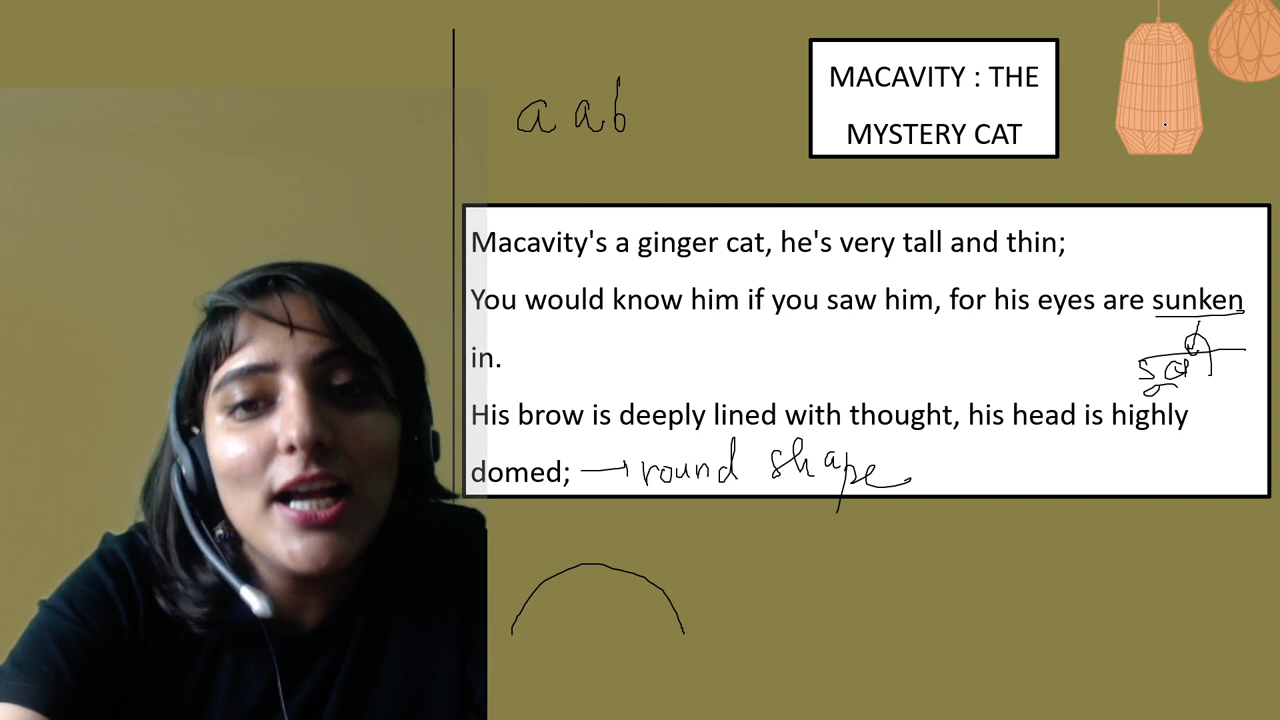 a a b
MACAVITY : THE
MYSTERY CAT
Macavity's a ginger cat, he's very tall and thin;
You would know him if you saw him, for his eyes are sunken
in.
His brow is deeply lined with thought, his head is highly
domed; → round shape